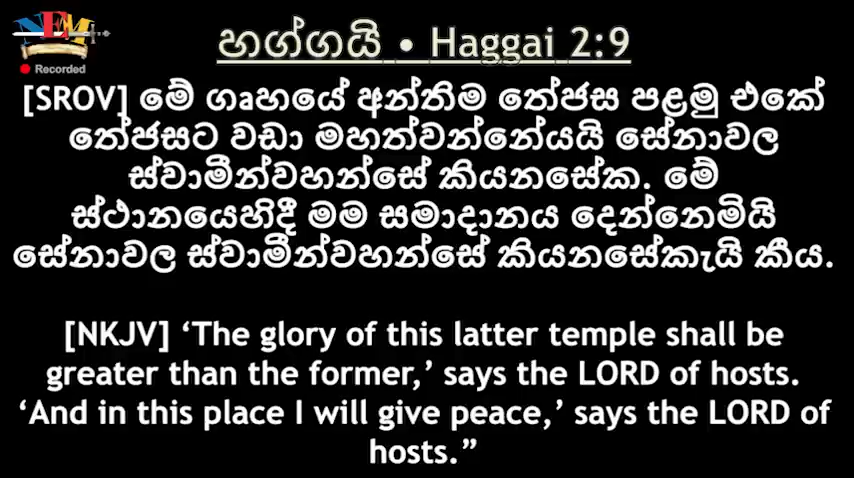 NEM
Recorded
හග්ගයි • Haggai 2:9
[SROV] මේ ගෘහයේ අන්තිම තේජස පළමු එකේ
තේජසට වඩා මහත්වන්නේයයි සේනාවල
ස්වාමීන්වහන්සේ කියනසේක. මේ
ස්ථානයෙහිදී මම සමාදානය දෙන්නෙමියි
සේනාවල ස්වාමීන්වහන්සේ කියනසේකැයි කීය.
[NKJV] ‘The glory of this latter temple shall be
greater than the former,’ says the LORD of hosts.
‘And in this place I will give peace,’ says the LORD of
hosts.”